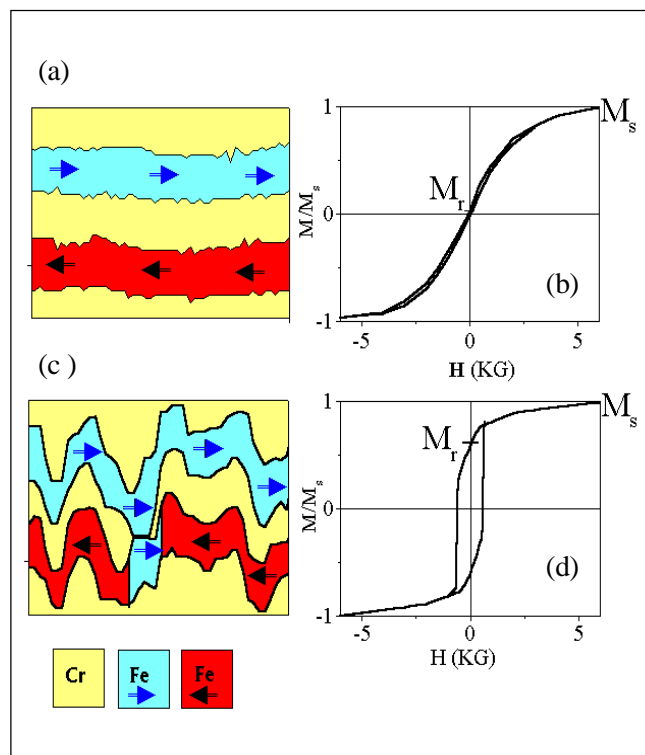 (a)
1
M_s
M_r
M/M_s
0
(b)
-1
-5 0 5
H (KG)
(c )
1
M_s
M_r
M/M_s
0
(d)
-1
-5 0 5
H (KG)
Cr Fe Fe